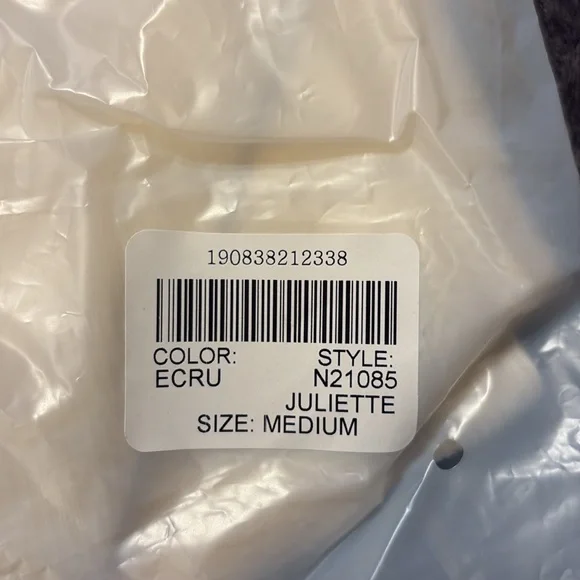 190838212338
COLOR: STYLE:
ECRU N21085
JULIETTE
SIZE: MEDIUM